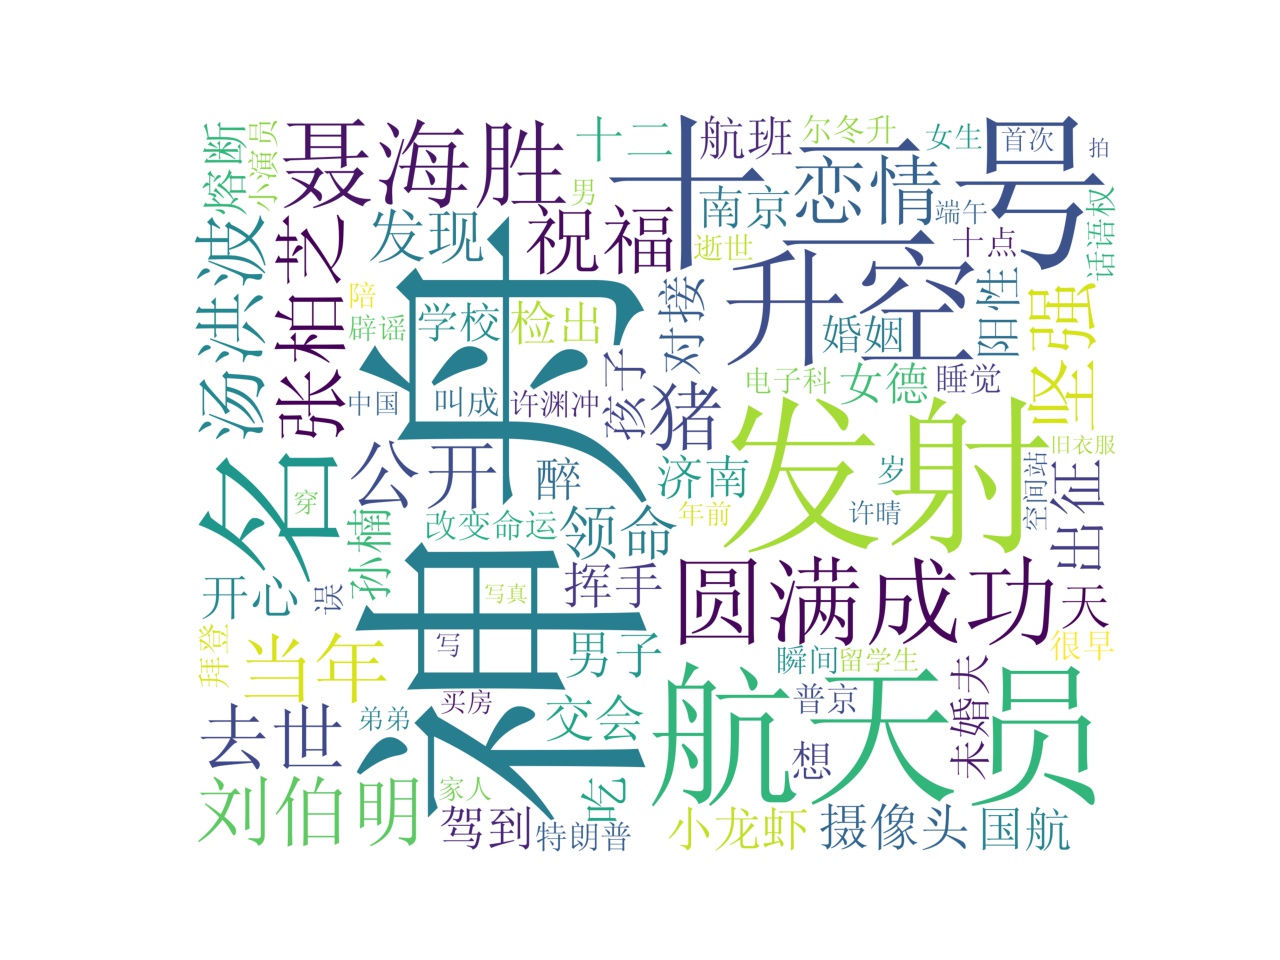 熔断
小演员
聂海胜
十二
男
航班
尔冬升
女生
首次
拍
十二号
恋情
南京
端午
十点
话语权
汤洪波
张柏芝
发现
祝福
逝世
升空
阳性
坚强
陪
辟谣
学校
检出
对接
婚姻
神舟
中国
叫成
许渊冲
孩子
猪
电子科
女德
睡觉
名
穿
公开
醉
济南
发射
岁
许晴
空间站
旧衣服
出征
孙楠
改变命运
领命
年前
开心
误
写真
挥手
圆满成功
天
拜登
当年
写
男子
瞬间
留学生
很早
去世
弟弟
买房
交会
航天员
普京
想
未婚夫
刘伯明
家人
驾到
吃
特朗普
小龙虾
摄像头
国航